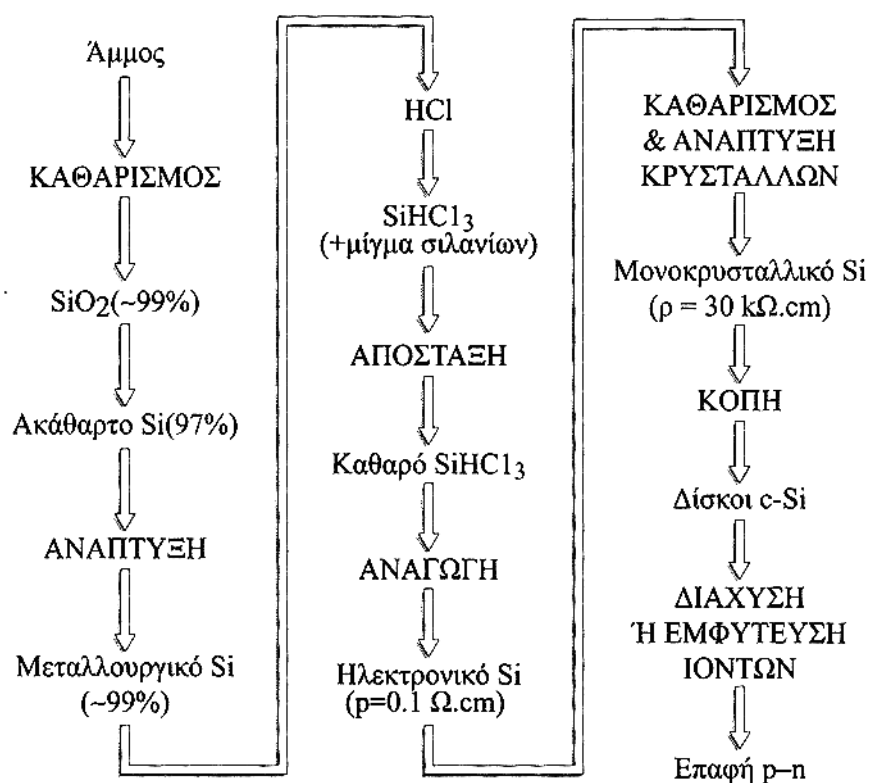 Άμμος
ΚΑΘΑΡΙΣΜΟΣ
SiO2(~99%)
Ακάθαρτο Si(97%)
ΑΝΑΠΤΥΞΗ
Μεταλλουργικό Si
(~99%)
HCl
SiHCl3
(+μίγμα σιλανίων)
ΑΠΟΣΤΑΞΗ
Καθαρό SiHCl3
ΑΝΑΓΩΓΗ
Ηλεκτρονικό Si
(p=0.1 Ω.cm)
ΚΑΘΑΡΙΣΜΟΣ
& ΑΝΑΠΤΥΞΗ
ΚΡΥΣΤΑΛΛΩΝ
Μονοκρυσταλλικό Si
(ρ = 30 kΩ.cm)
ΚΟΠΗ
Δίσκοι c-Si
ΔΙΑΧΥΣΗ
Ή ΕΜΦΥΤΕΥΣΗ
ΙΟΝΤΩΝ
Επαφή p–n